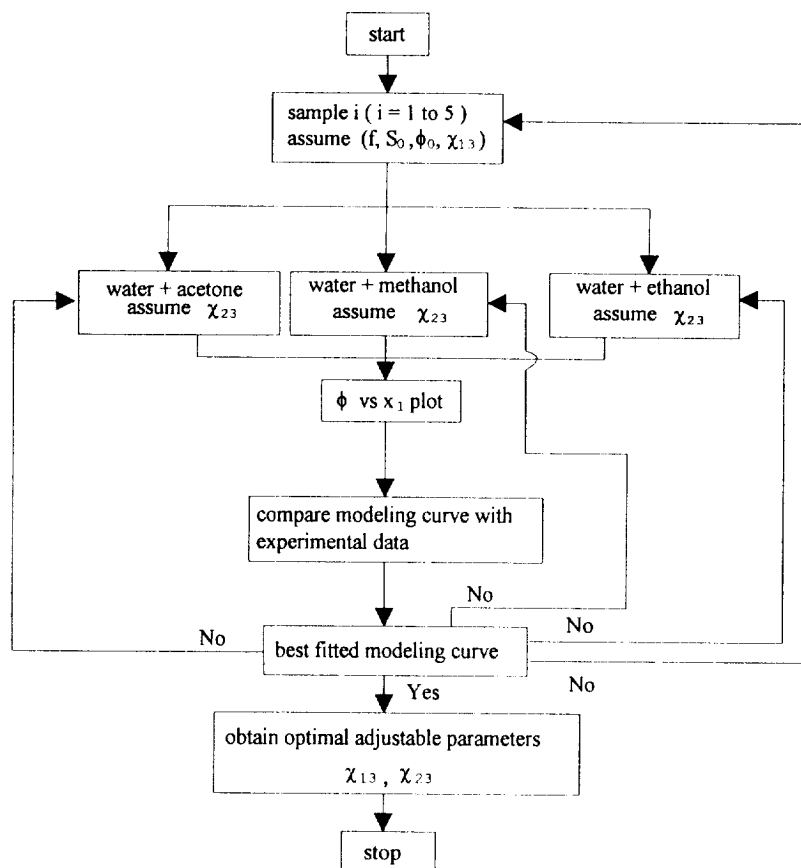 start
sample i ( i = 1 to 5 )
assume (f, S₀ ,ϕ₀, χ₁₃)
water + acetone
assume χ₂₃
water + methanol
assume χ₂₃
water + ethanol
assume χ₂₃
ϕ vs x₁ plot
compare modeling curve with
experimental data
No
No
No
best fitted modeling curve
No
Yes
obtain optimal adjustable parameters
χ₁₃ , χ₂₃
stop